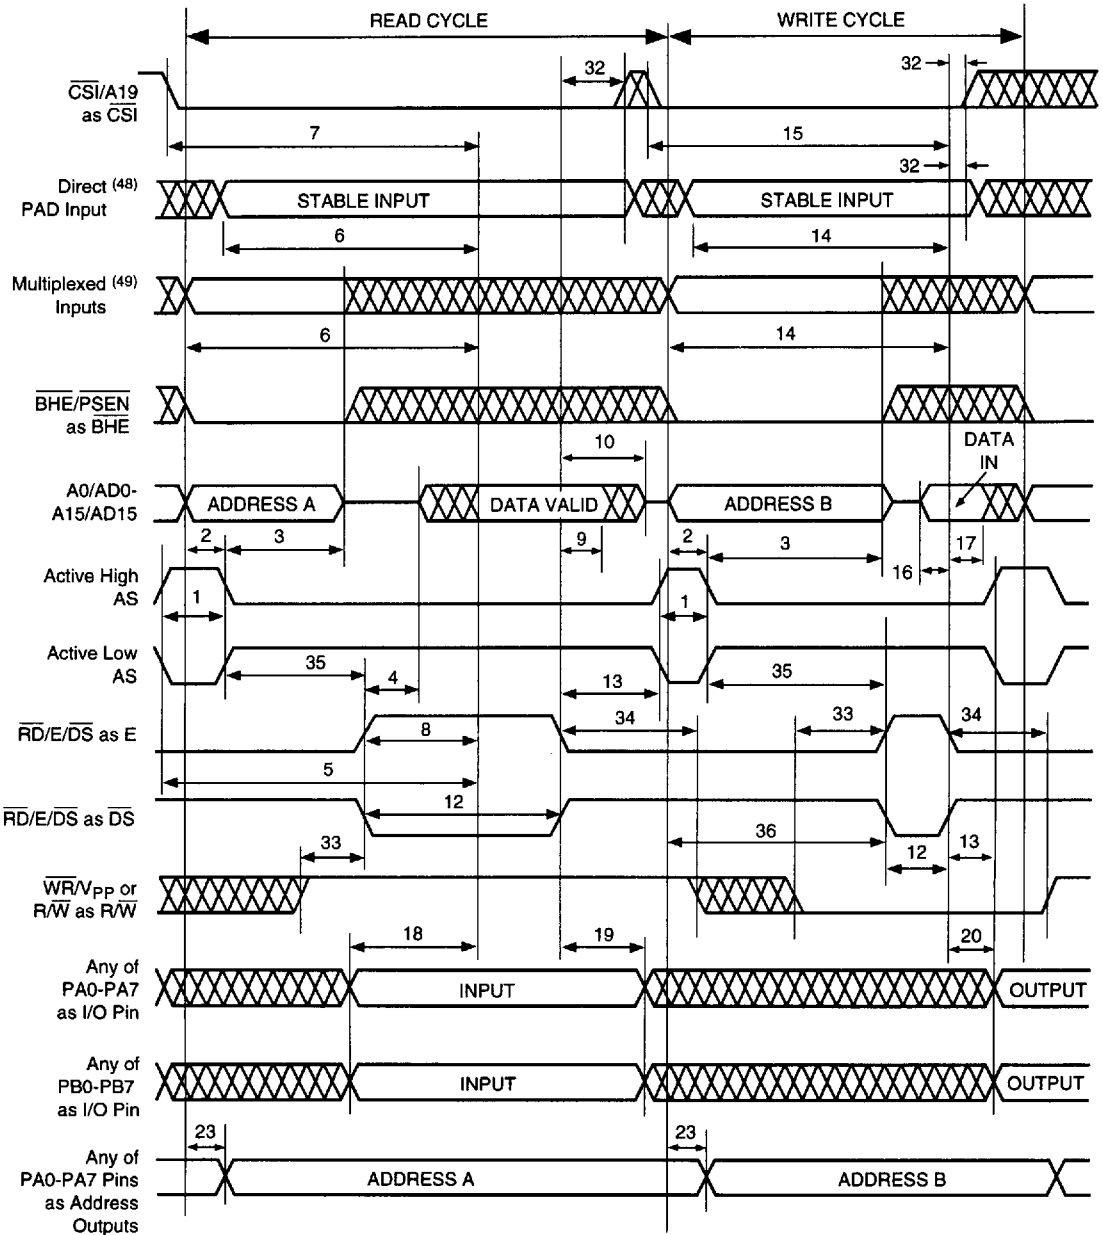 READ CYCLE
WRITE CYCLE
32
32
CSI/A19
as CSI
7
15
32
Direct (48)
PAD Input
STABLE INPUT
STABLE INPUT
6
14
Multiplexed (49)
Inputs
6
14
BHE/PSEN
as BHE
10
DATA
IN
A0/AD0-
A15/AD15
ADDRESS A
DATA VALID
ADDRESS B
2
3
9
2
3
17
16
Active High
AS
1
1
Active Low
AS
35
4
13
35
RD/E/DS as E
8
34
33
34
5
RD/E/DS as DS
12
36
33
12
13
WR/VPP or
R/W as R/W
18
19
20
Any of
PA0-PA7
as I/O Pin
INPUT
OUTPUT
Any of
PB0-PB7
as I/O Pin
INPUT
OUTPUT
23
23
Any of
PA0-PA7 Pins
as Address
Outputs
ADDRESS A
ADDRESS B